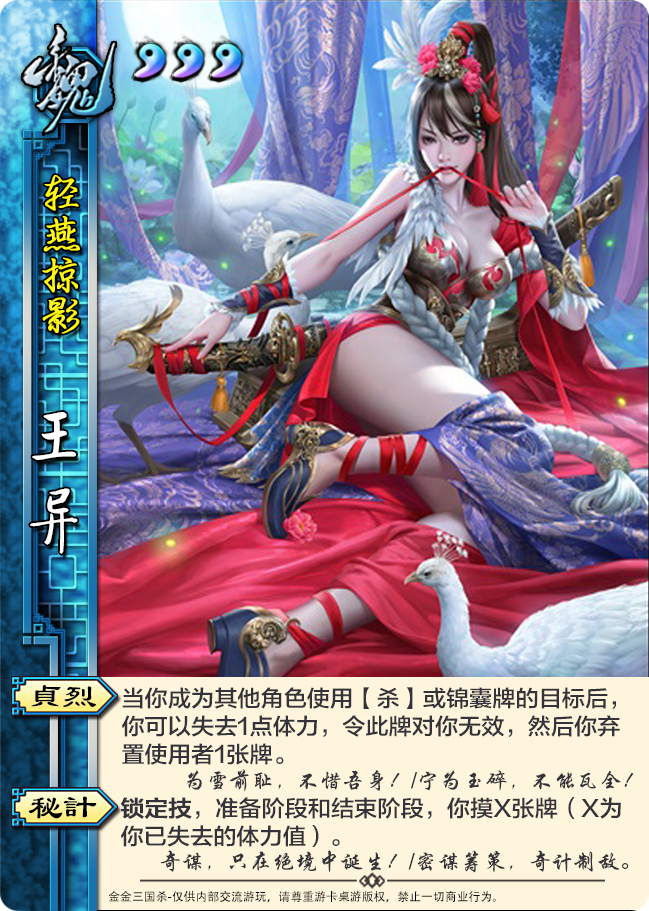 魏
轻燕掠影
王异
貞烈
当你成为其他角色使用【杀】或锦囊牌的目标后，
你可以失去1点体力，令此牌对你无效，然后你弃
置使用者1张牌。
为雪前耻，不惜吾身！/宁为玉碎，不能瓦全！
秘計
锁定技，准备阶段和结束阶段，你摸X张牌（X为
你已失去的体力值）。
奇谋，只在绝境中诞生！/密谋筹策，奇计制敌。
金金三国杀-仅供内部交流游玩，请尊重游卡桌游版权，禁止一切商业行为。